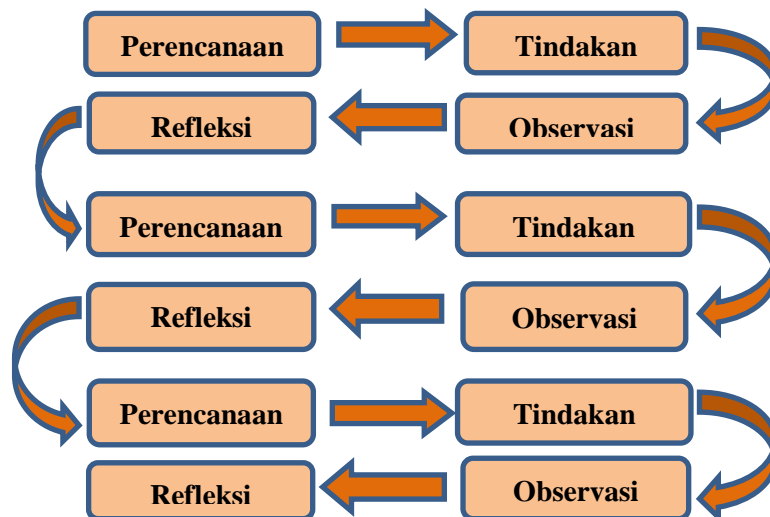 Perencanaan
Tindakan
Refleksi
Observasi
Perencanaan
Tindakan
Refleksi
Observasi
Perencanaan
Tindakan
Refleksi
Observasi